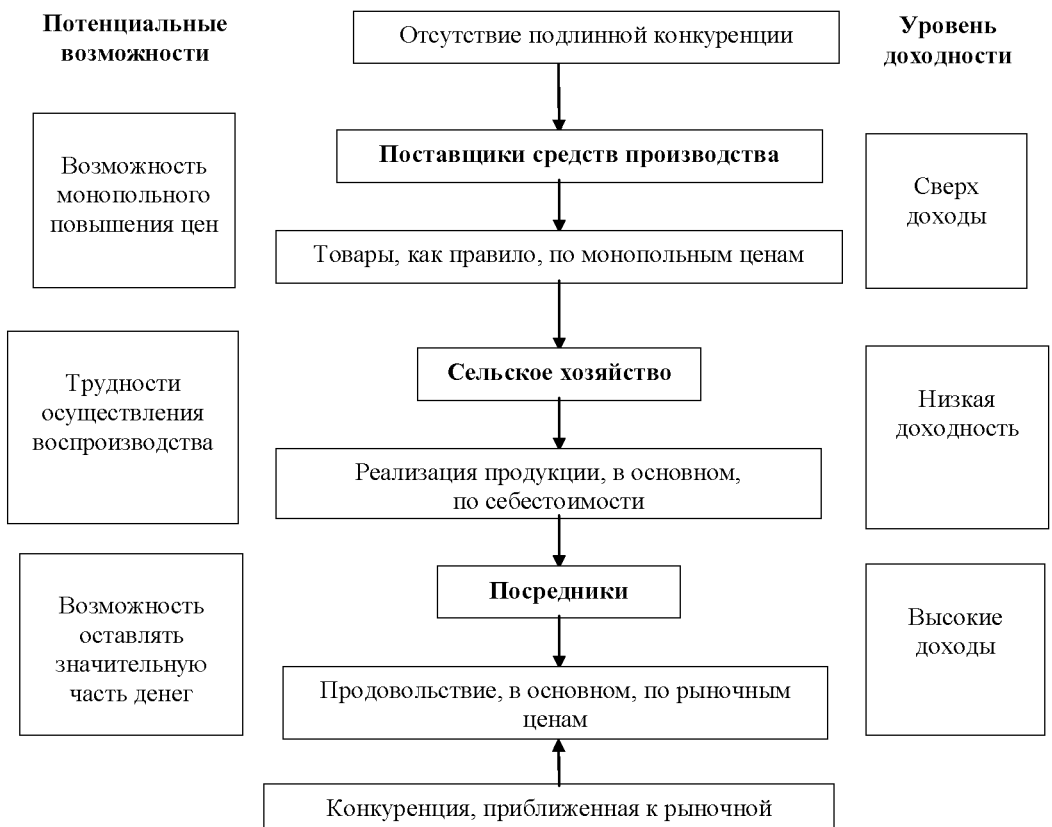 Потенциальные
возможности
Отсутствие подлинной конкуренции
Уровень
доходности
Возможность
монопольного
повышения цен
Поставщики средств производства
Сверх
доходы
Товары, как правило, по монопольным ценам
Трудности
осуществления
воспроизводства
Сельское хозяйство
Низкая
доходность
Реализация продукции, в основном,
по себестоимости
Возможность
оставлять
значительную
часть денег
Посредники
Высокие
доходы
Продовольствие, в основном, по рыночным
ценам
Конкуренция, приближенная к рыночной